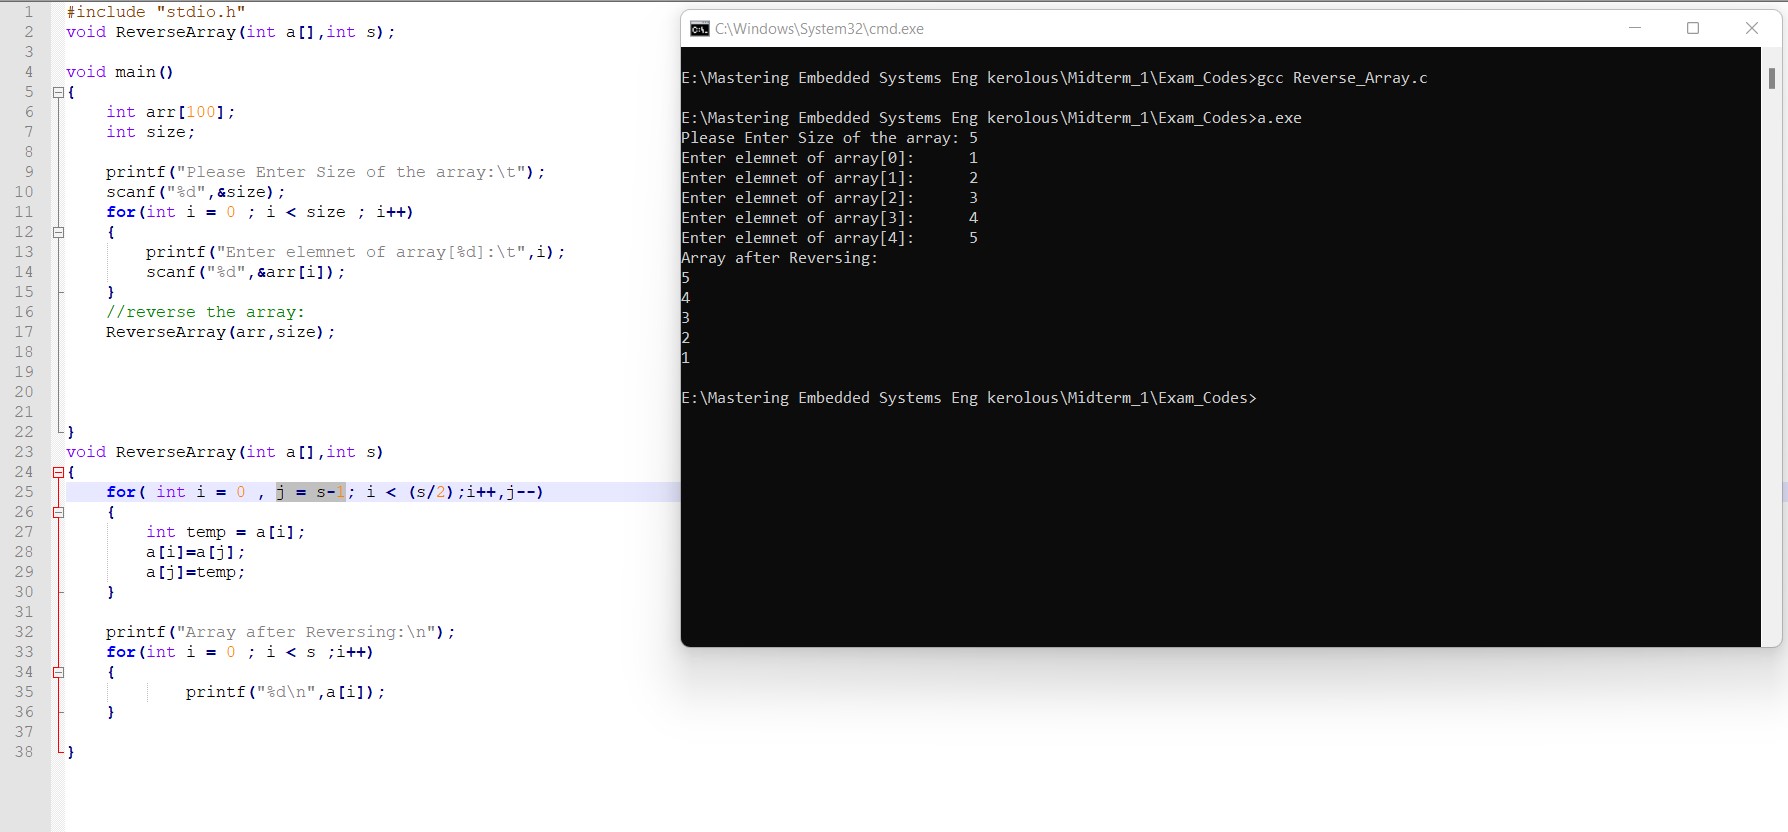 1 #include "stdio.h"
2 void ReverseArray(int a[],int s);
3
4 void main()
5 {
6 int arr[100];
7 int size;
8
9 printf("Please Enter Size of the array:\t");
10 scanf("%d",&size);
11 for(int i = 0 ; i < size ; i++)
12 {
13 printf("Enter elemnet of array[%d]:\t",i);
14 scanf("%d",&arr[i]);
15 }
16 //reverse the array:
17 ReverseArray(arr,size);
18
19
20
21
22 }
23 void ReverseArray(int a[],int s)
24 {
25 for( int i = 0 , j = s-1; i < (s/2);i++,j--)
26 {
27 int temp = a[i];
28 a[i]=a[j];
29 a[j]=temp;
30 }
31
32 printf("Array after Reversing:\n");
33 for(int i = 0 ; i < s ;i++)
34 {
35 printf("%d\n",a[i]);
36 }
37
38 }
C:\Windows\System32\cmd.exe
E:\Mastering Embedded Systems Eng kerolous\Midterm_1\Exam_Codes>gcc Reverse_Array.c
E:\Mastering Embedded Systems Eng kerolous\Midterm_1\Exam_Codes>a.exe
Please Enter Size of the array: 5
Enter elemnet of array[0]: 1
Enter elemnet of array[1]: 2
Enter elemnet of array[2]: 3
Enter elemnet of array[3]: 4
Enter elemnet of array[4]: 5
Array after Reversing:
5
4
3
2
1
E:\Mastering Embedded Systems Eng kerolous\Midterm_1\Exam_Codes>